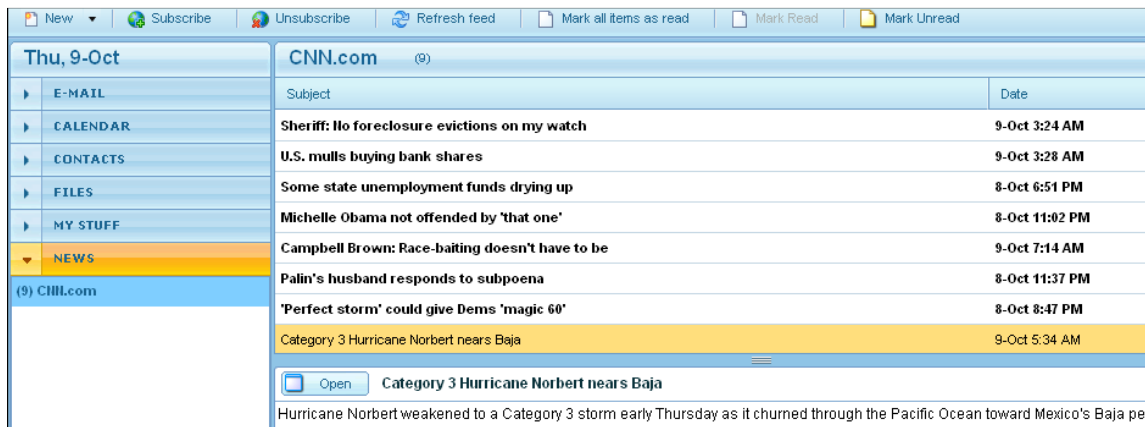 New Subscribe Unsubscribe Refresh feed Mark all items as read Mark Read Mark Unread
Thu, 9-Oct
CNN.com (9)
E-MAIL
CALENDAR
CONTACTS
FILES
MY STUFF
NEWS
(9) CNN.com
Subject Date
Sheriff: No foreclosure evictions on my watch 9-Oct 3:24 AM
U.S. mulls buying bank shares 9-Oct 3:28 AM
Some state unemployment funds drying up 8-Oct 6:51 PM
Michelle Obama not offended by 'that one' 8-Oct 11:02 PM
Campbell Brown: Race-baiting doesn't have to be 9-Oct 7:14 AM
Palin's husband responds to subpoena 8-Oct 11:37 PM
'Perfect storm' could give Dems 'magic 60' 8-Oct 8:47 PM
Category 3 Hurricane Norbert nears Baja 9-Oct 5:34 AM
Open Category 3 Hurricane Norbert nears Baja
Hurricane Norbert weakened to a Category 3 storm early Thursday as it churned through the Pacific Ocean toward Mexico's Baja pe